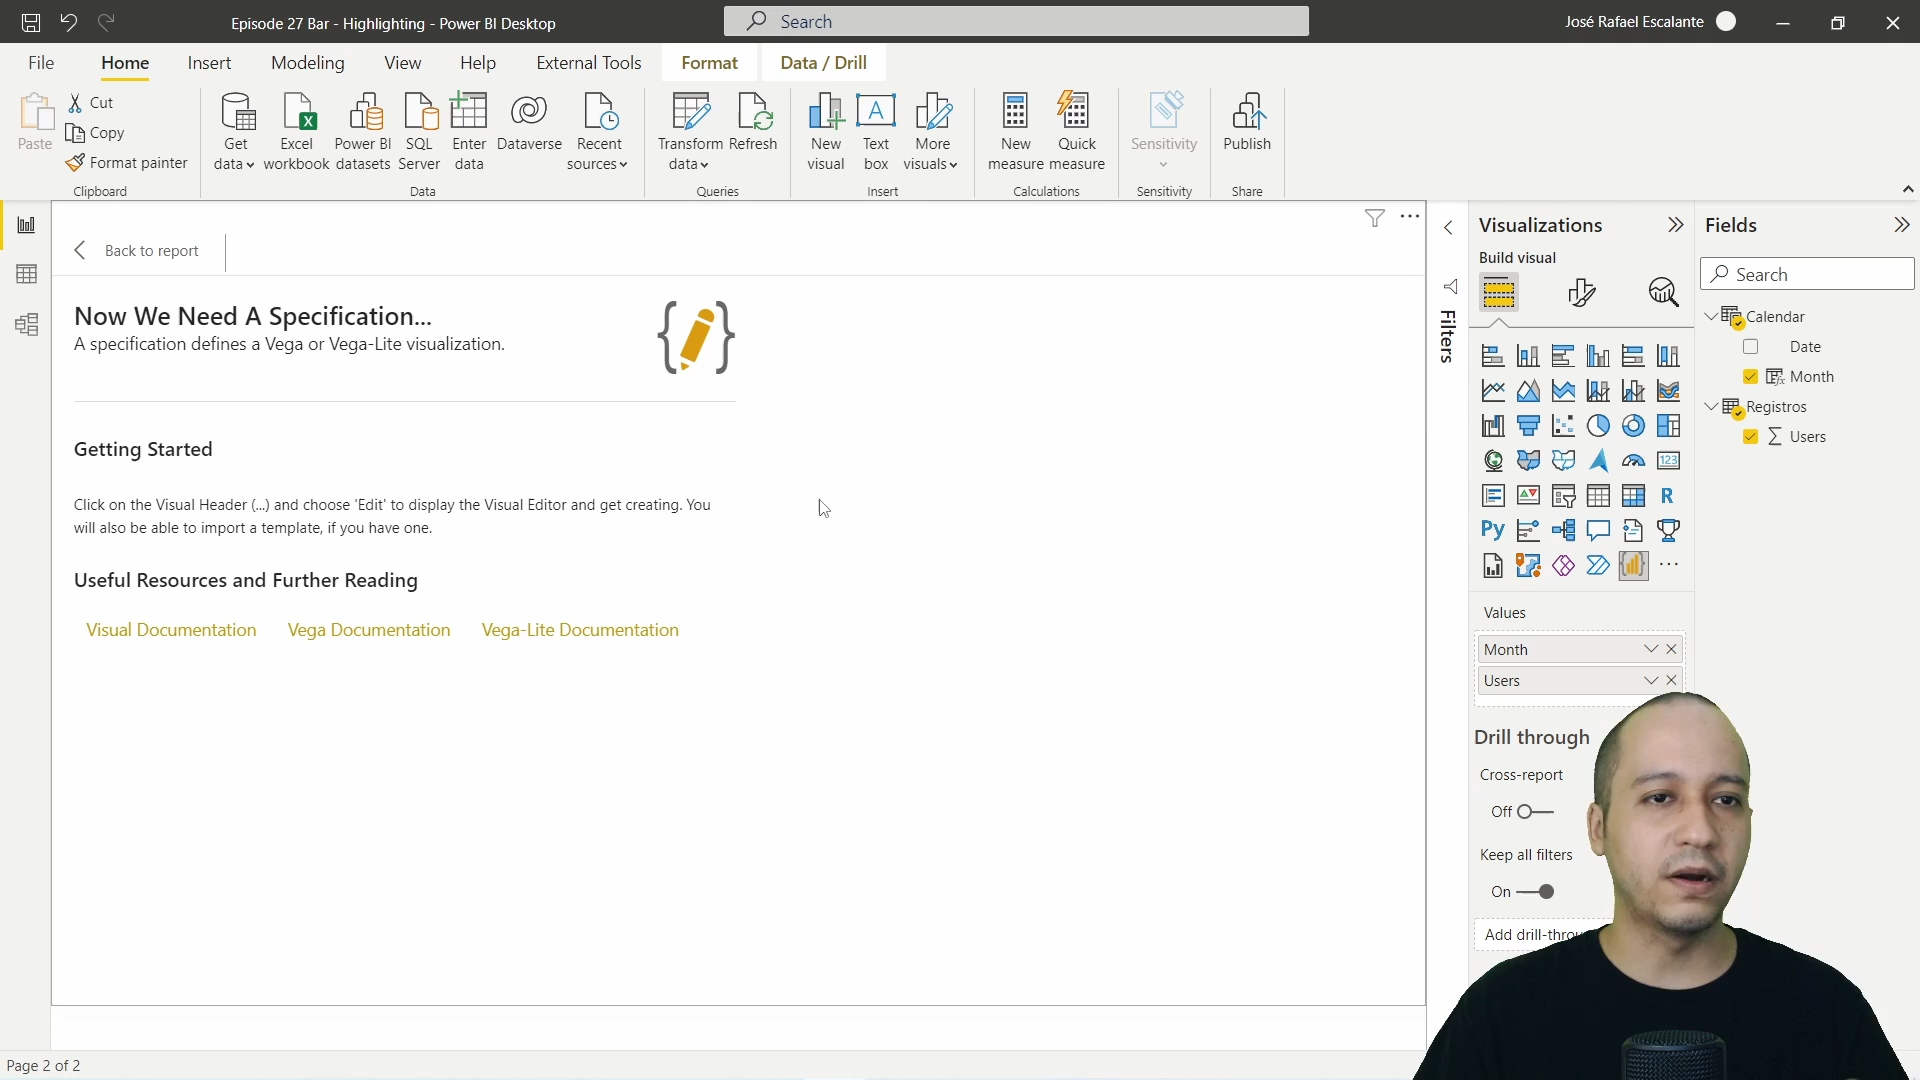 Episode 27 Bar - Highlighting - Power BI Desktop
Search
José Rafael Escalante
File
Home
Insert
Modeling
View
Help
External Tools
Format
Data / Drill
Paste
Cut
Copy
Format painter
Clipboard
Get data
Excel workbook
Power BI datasets
SQL Server
Enter data
Dataverse
Recent sources
Data
Transform data
Refresh
Queries
New visual
Text box
More visuals
Insert
New measure
Quick measure
Calculations
Sensitivity
Sensitivity
Publish
Share
Back to report
Now We Need A Specification...
A specification defines a Vega or Vega-Lite visualization.
Getting Started
Click on the Visual Header (...) and choose 'Edit' to display the Visual Editor and get creating. You
will also be able to import a template, if you have one.
Useful Resources and Further Reading
Visual Documentation
Vega Documentation
Vega-Lite Documentation
Filters
Visualizations
Build visual
R
Py
123
Values
Month
Users
Drill through
Cross-report
Off
Keep all filters
On
Add drill-throu
Fields
Search
Calendar
Date
Month
Registros
Users
Page 2 of 2